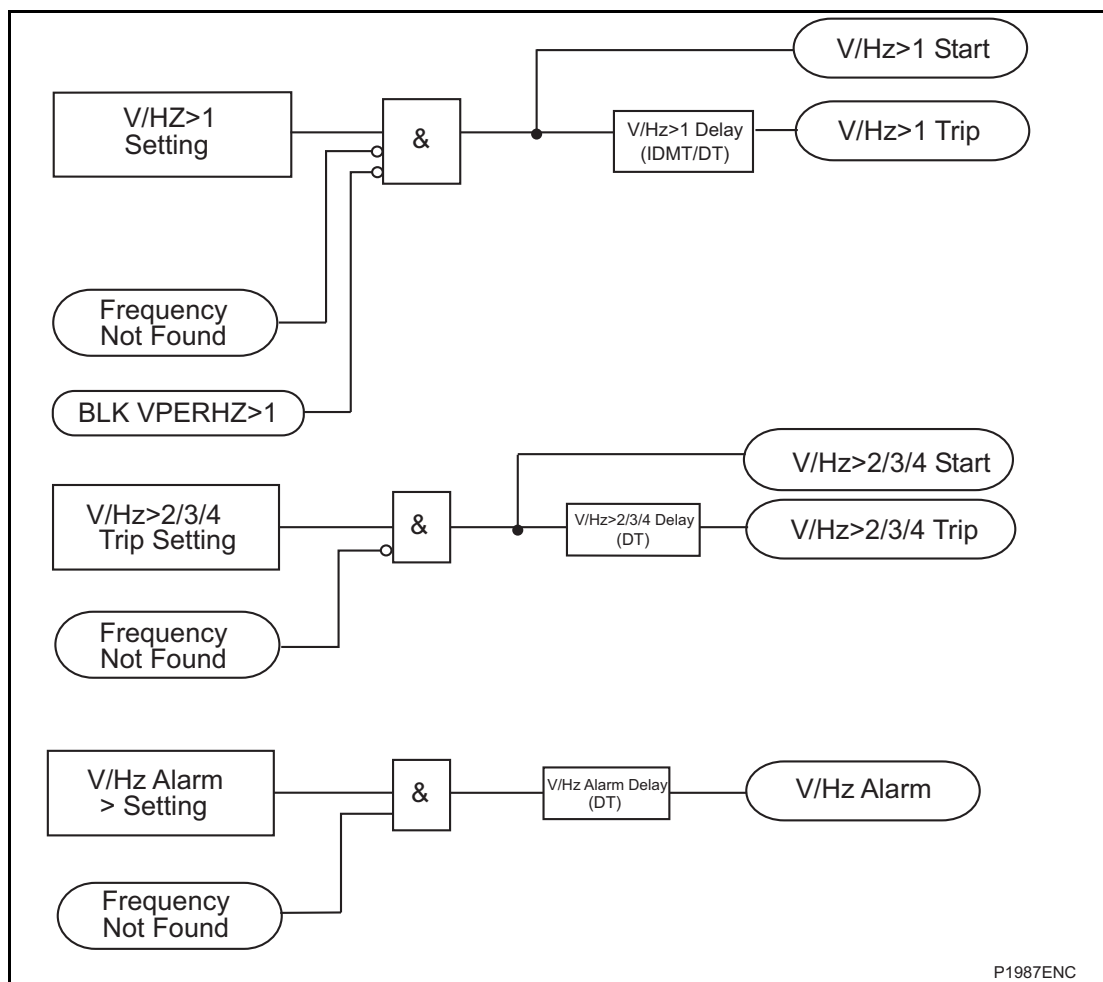 V/Hz>1 Start
V/HZ>1
Setting
&
V/Hz>1 Delay
(IDMT/DT)
V/Hz>1 Trip
Frequency
Not Found
BLK VPERHZ>1
V/Hz>2/3/4 Start
V/Hz>2/3/4
Trip Setting
&
V/Hz>2/3/4 Delay
(DT)
V/Hz>2/3/4 Trip
Frequency
Not Found
V/Hz Alarm
> Setting
&
V/Hz Alarm Delay
(DT)
V/Hz Alarm
Frequency
Not Found
P1987ENC